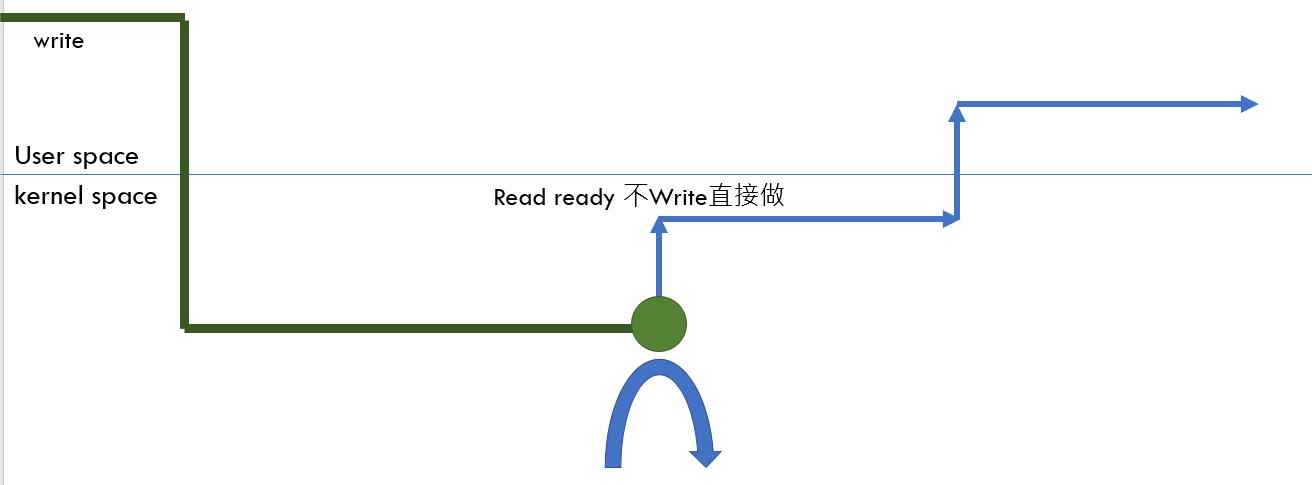 write
User space
kernel space
Read ready 不Write直接做